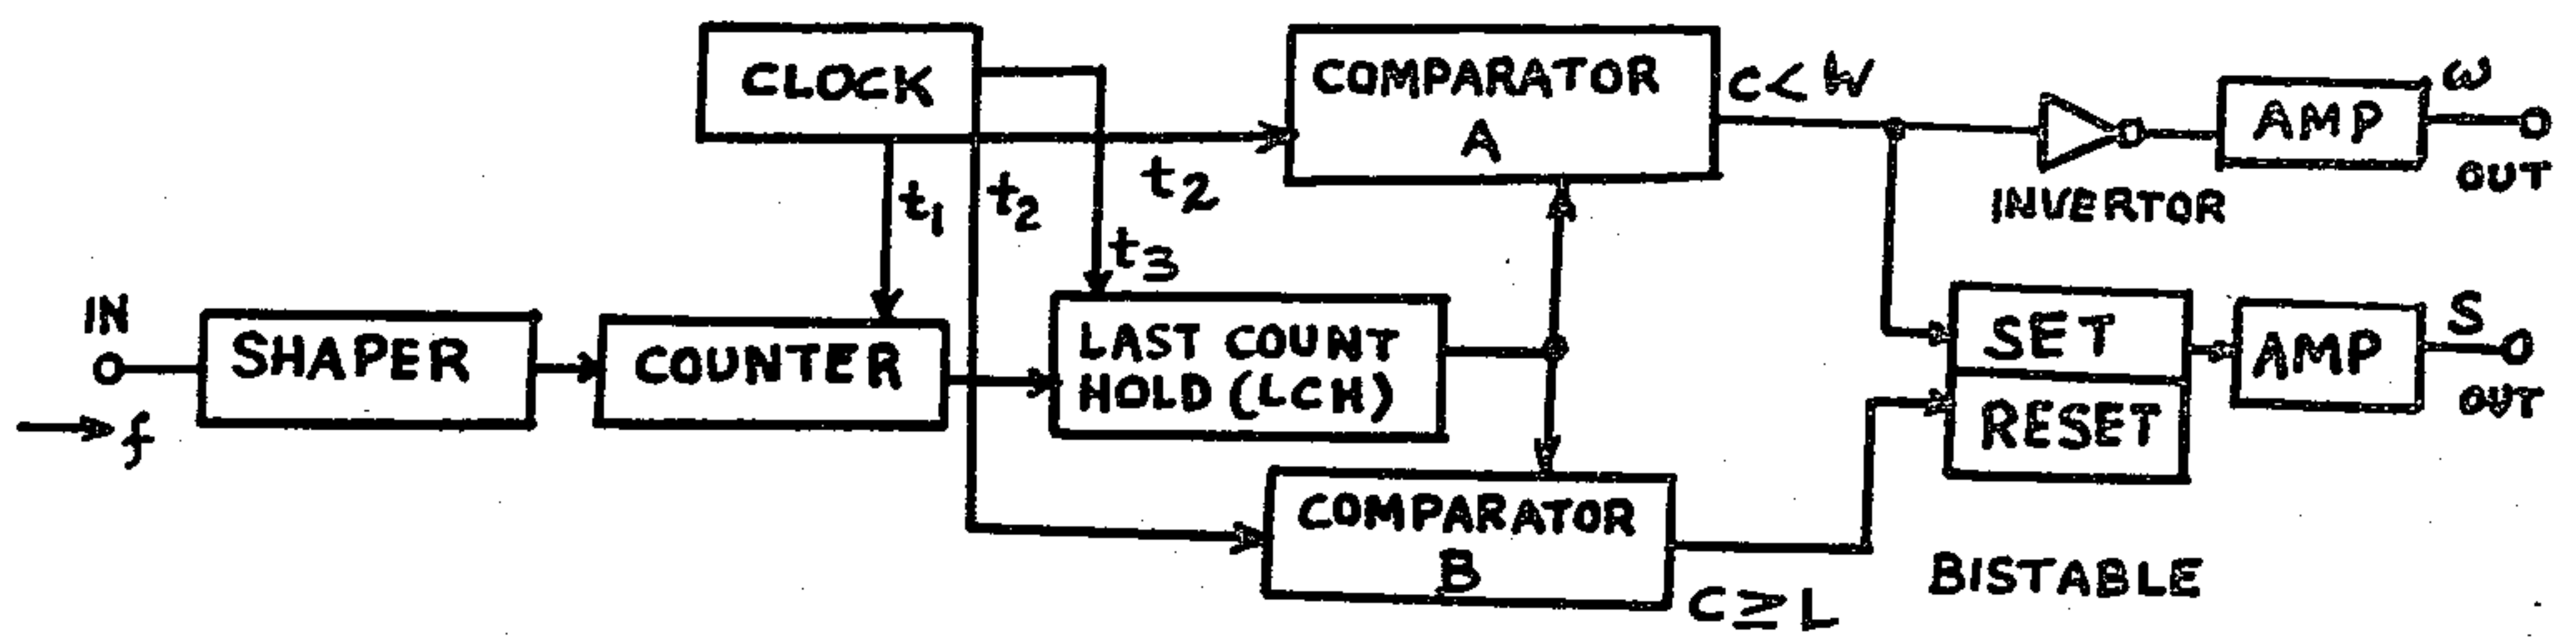 CLOCK
COMPARATOR
A
C < W
AMP
ω
OUT
INVERTOR
t1
t2
t2
t3
IN
SHAPER
COUNTER
LAST COUNT
HOLD (LCH)
SET
RESET
AMP
S
OUT
f
COMPARATOR
B
C ≥ L
BISTABLE